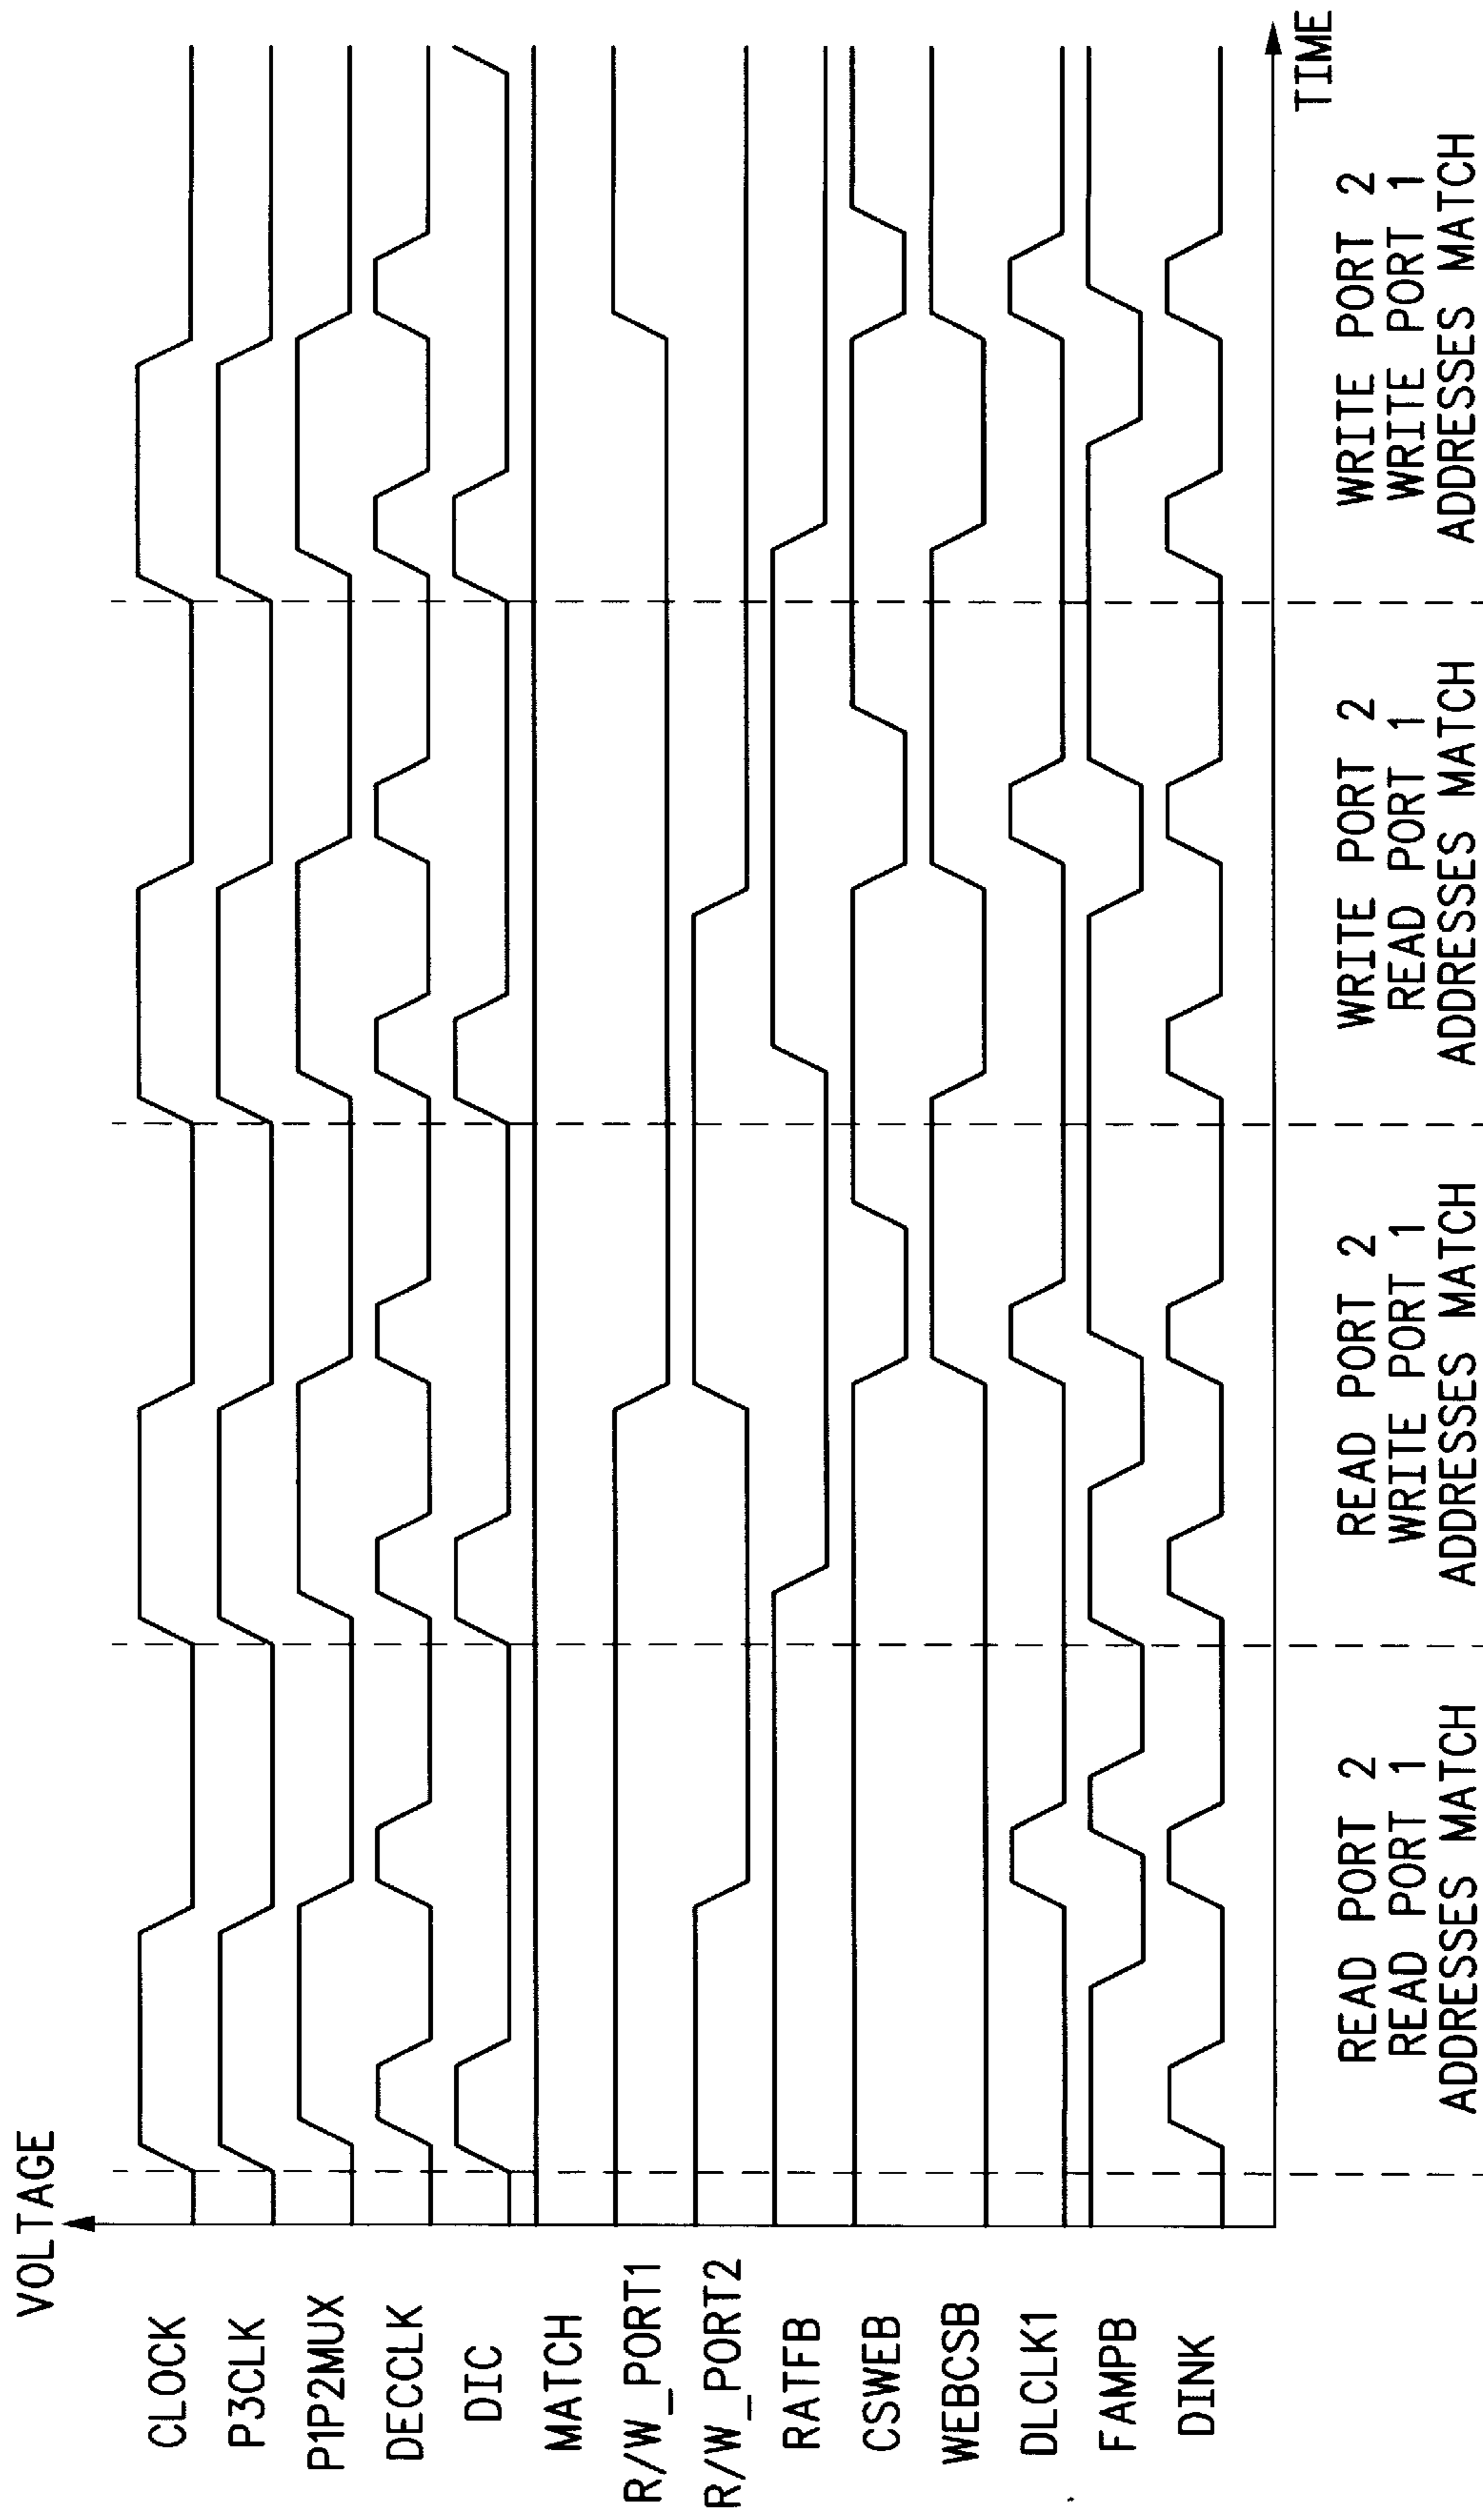 VOLTAGE
CLOCK
P3CLK
P1P2MUX
DECCLK
DIC
MATCH
R/W_PORT1
R/W_PORT2
RATFB
CSWEB
WEBCSB
DLCLK1
FAMPB
DINK
TIME
READ PORT 2
READ PORT 1
ADDRESSES MATCH
READ PORT 2
WRITE PORT 1
ADDRESSES MATCH
WRITE PORT 2
READ PORT 1
ADDRESSES MATCH
WRITE PORT 2
WRITE PORT 1
ADDRESSES MATCH